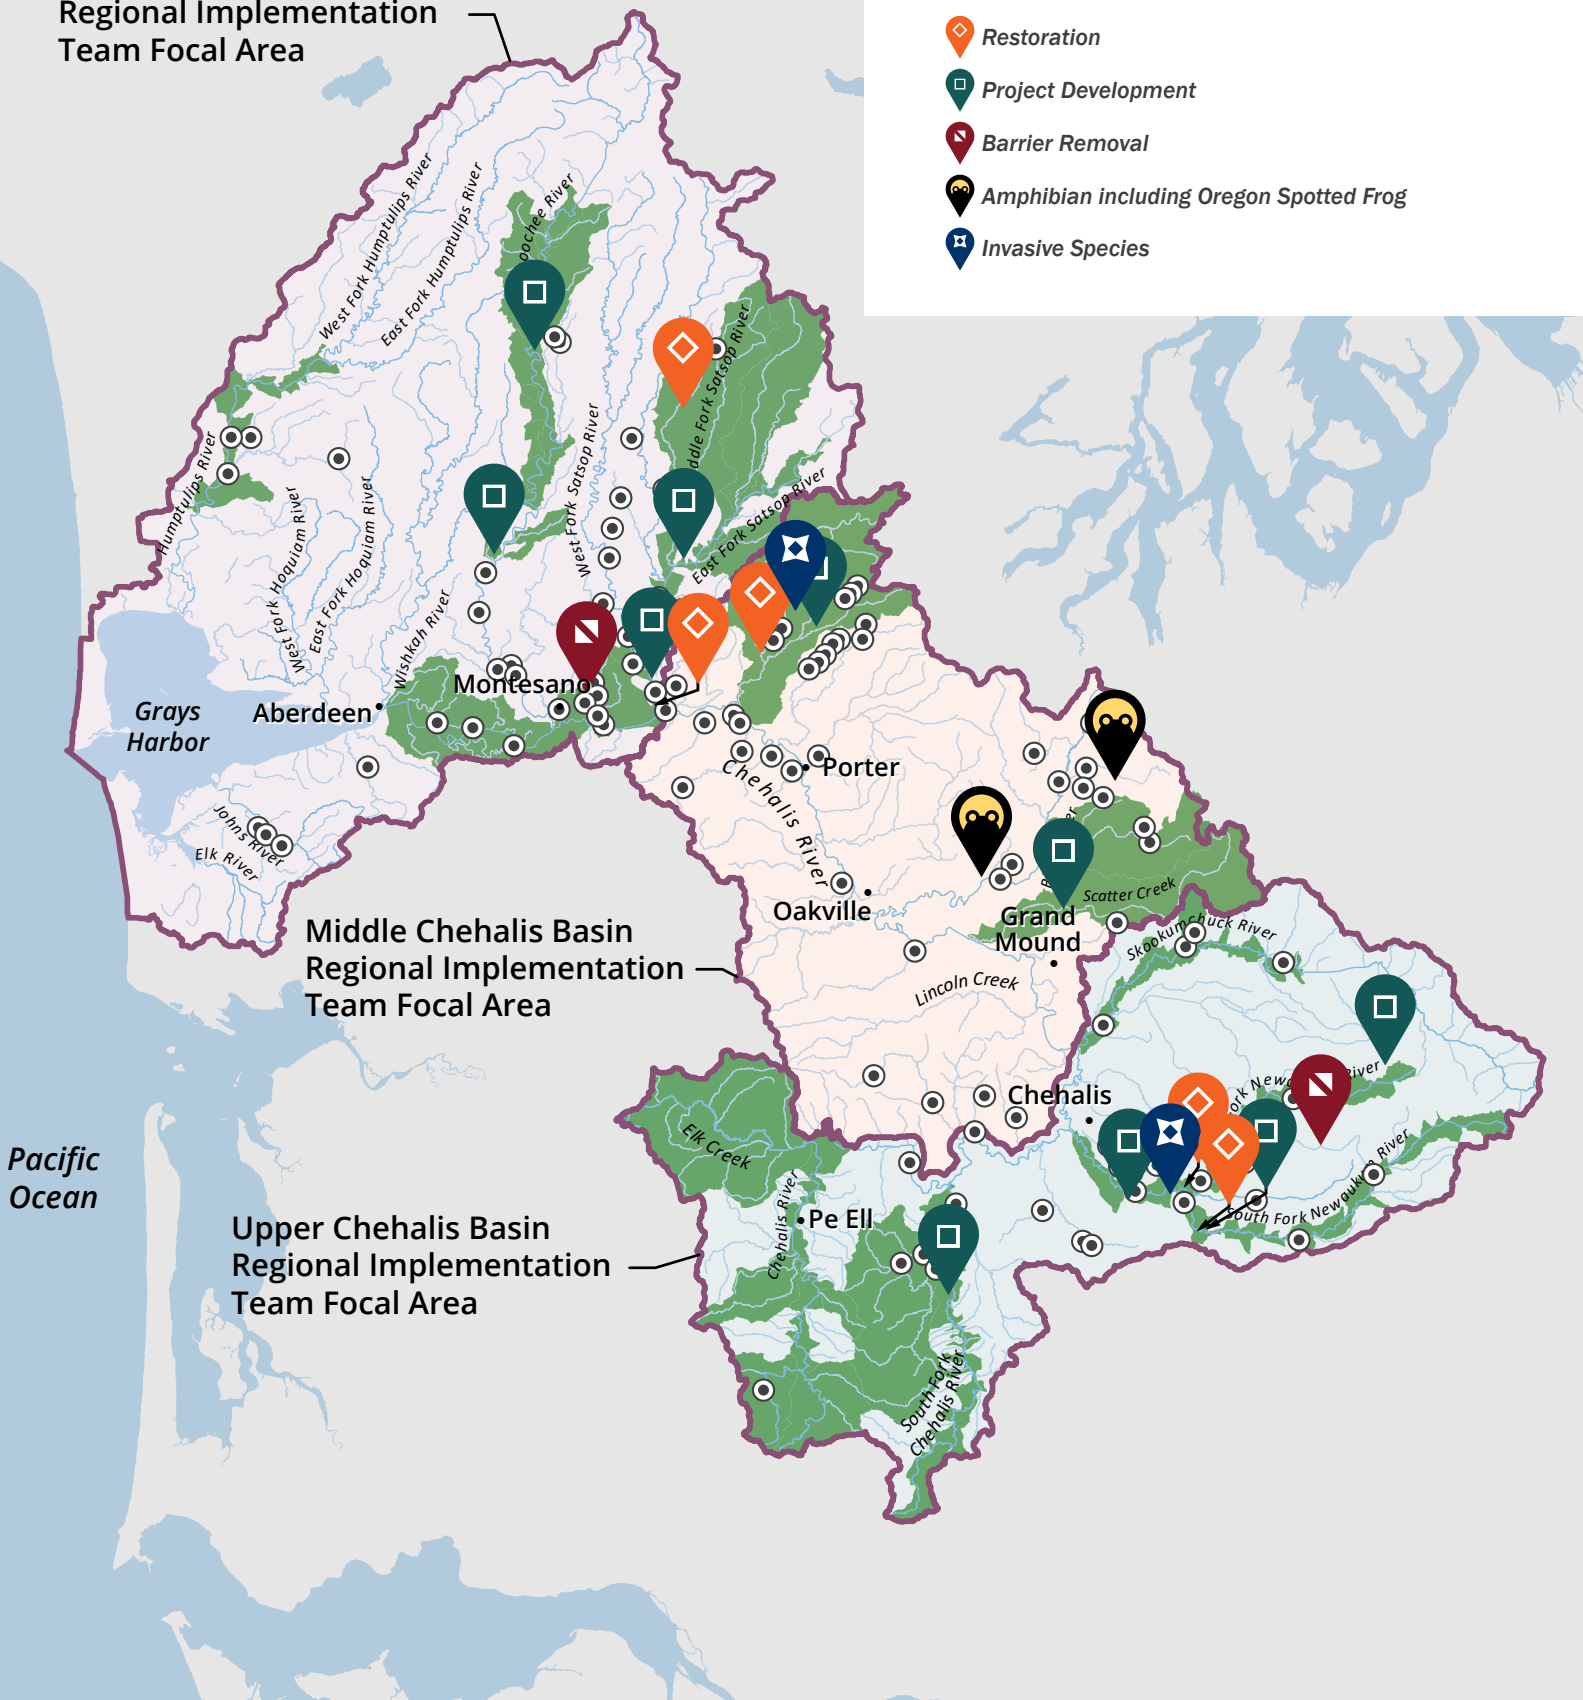 Regional Implementation
Team Focal Area
Restoration
Project Development
Barrier Removal
Amphibian including Oregon Spotted Frog
Invasive Species
West Fork Humptulips River
East Fork Humptulips River
River
Fork Satsop River
Humptulips River
West Fork Hoquiam River
East Fork Hoquiam River
Wishkah River
West Fork Satsop River
East Fork Satsop River
Montesano
Aberdeen
Grays
Harbor
Johns River
Elk River
Porter
Chehalis River
Oakville
Scatter Creek
Grand
Mound
Skookumchuck River
Lincoln Creek
Middle Chehalis Basin
Regional Implementation
Team Focal Area
Chehalis
River
South Fork Newaukum River
Elk Creek
Chehalis River
Pe Ell
Pacific
Ocean
Upper Chehalis Basin
Regional Implementation
Team Focal Area
South Fork
Chehalis River